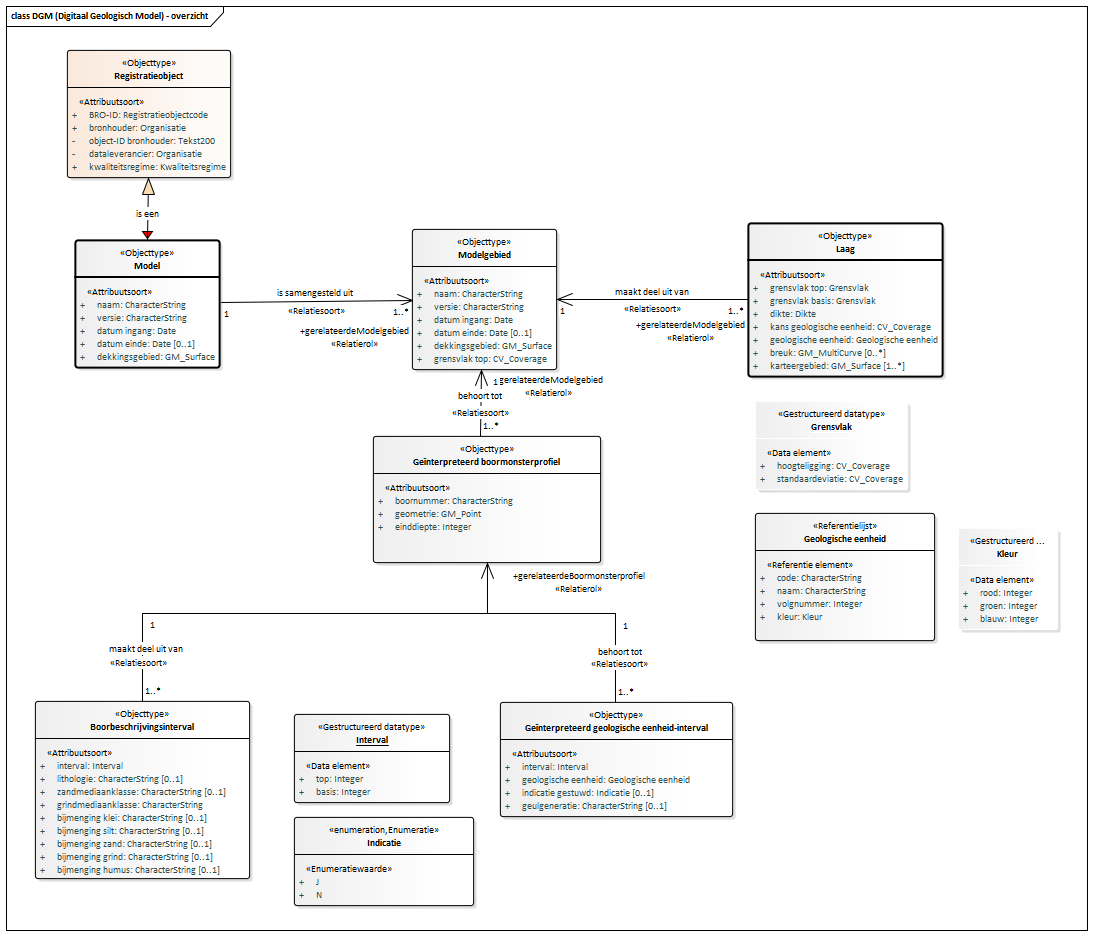 class DGM (Digitaal Geologisch Model) - overzicht
«Objecttype»
Registratieobject
«Attribuutsoort»
+ BRO-ID: Registratieobjectcode
+ bronhouder: Organisatie
- object-ID bronhouder: Tekst200
- dataleverancier: Organisatie
+ kwaliteitsregime: Kwaliteitsregime
is een
«Objecttype»
Model
«Attribuutsoort»
+ naam: CharacterString
+ versie: CharacterString
+ datum ingang: Date
+ datum einde: Date [0..1]
+ dekkingsgebied: GM_Surface
is samengesteld uit
«Relatiesoort»
1
1..*
+gerelateerdeModelgebied
«Relatierol»
«Objecttype»
Modelgebied
«Attribuutsoort»
+ naam: CharacterString
+ versie: CharacterString
+ datum ingang: Date
+ datum einde: Date [0..1]
+ dekkingsgebied: GM_Surface
+ grensvlak top: CV_Coverage
maakt deel uit van
«Relatiesoort»
1
1..*
+gerelateerdeModelgebied
«Relatierol»
«Objecttype»
Laag
«Attribuutsoort»
+ grensvlak top: Grensvlak
+ grensvlak basis: Grensvlak
+ dikte: Dikte
+ kans geologische eenheid: CV_Coverage
+ geologische eenheid: Geologische eenheid
+ breuk: GM_MultiCurve [0..*]
+ karteergebied: GM_Surface [1..*]
1
+gerelateerdeModelgebied
«Relatierol»
behoort tot
«Relatiesoort»
1..*
«Objecttype»
Geïnterpreteerd boormonsterprofiel
«Attribuutsoort»
+ boornummer: CharacterString
+ geometrie: GM_Point
+ einddiepte: Integer
«Gestructureerd datatype»
Grensvlak
«Data element»
+ hoogteligging: CV_Coverage
+ standaardeviatie: CV_Coverage
«Referentielijst»
Geologische eenheid
«Referentie element»
+ code: CharacterString
+ naam: CharacterString
+ volgnummer: Integer
+ kleur: Kleur
«Gestructureerd ...
Kleur
«Data element»
+ rood: Integer
+ groen: Integer
+ blauw: Integer
+gerelateerdeBoormonsterprofiel
«Relatierol»
1
maakt deel uit van
«Relatiesoort»
1..*
1
behoort tot
«Relatiesoort»
1..*
«Objecttype»
Boorbeschrijvingsinterval
«Attribuutsoort»
+ interval: Interval
+ lithologie: CharacterString [0..1]
+ zandmediaanklasse: CharacterString [0..1]
+ grindmediaanklasse: CharacterString
+ bijmenging klei: CharacterString [0..1]
+ bijmenging silt: CharacterString [0..1]
+ bijmenging zand: CharacterString [0..1]
+ bijmenging grind: CharacterString [0..1]
+ bijmenging humus: CharacterString [0..1]
«Gestructureerd datatype»
Interval
«Data element»
+ top: Integer
+ basis: Integer
«enumeration,Enumeratie»
Indicatie
«Enumeratiewaarde»
+ J
+ N
«Objecttype»
Geïnterpreteerd geologische eenheid-interval
«Attribuutsoort»
+ interval: Interval
+ geologische eenheid: Geologische eenheid
+ indicatie gestuwd: Indicatie [0..1]
+ geulgeneratie: CharacterString [0..1]